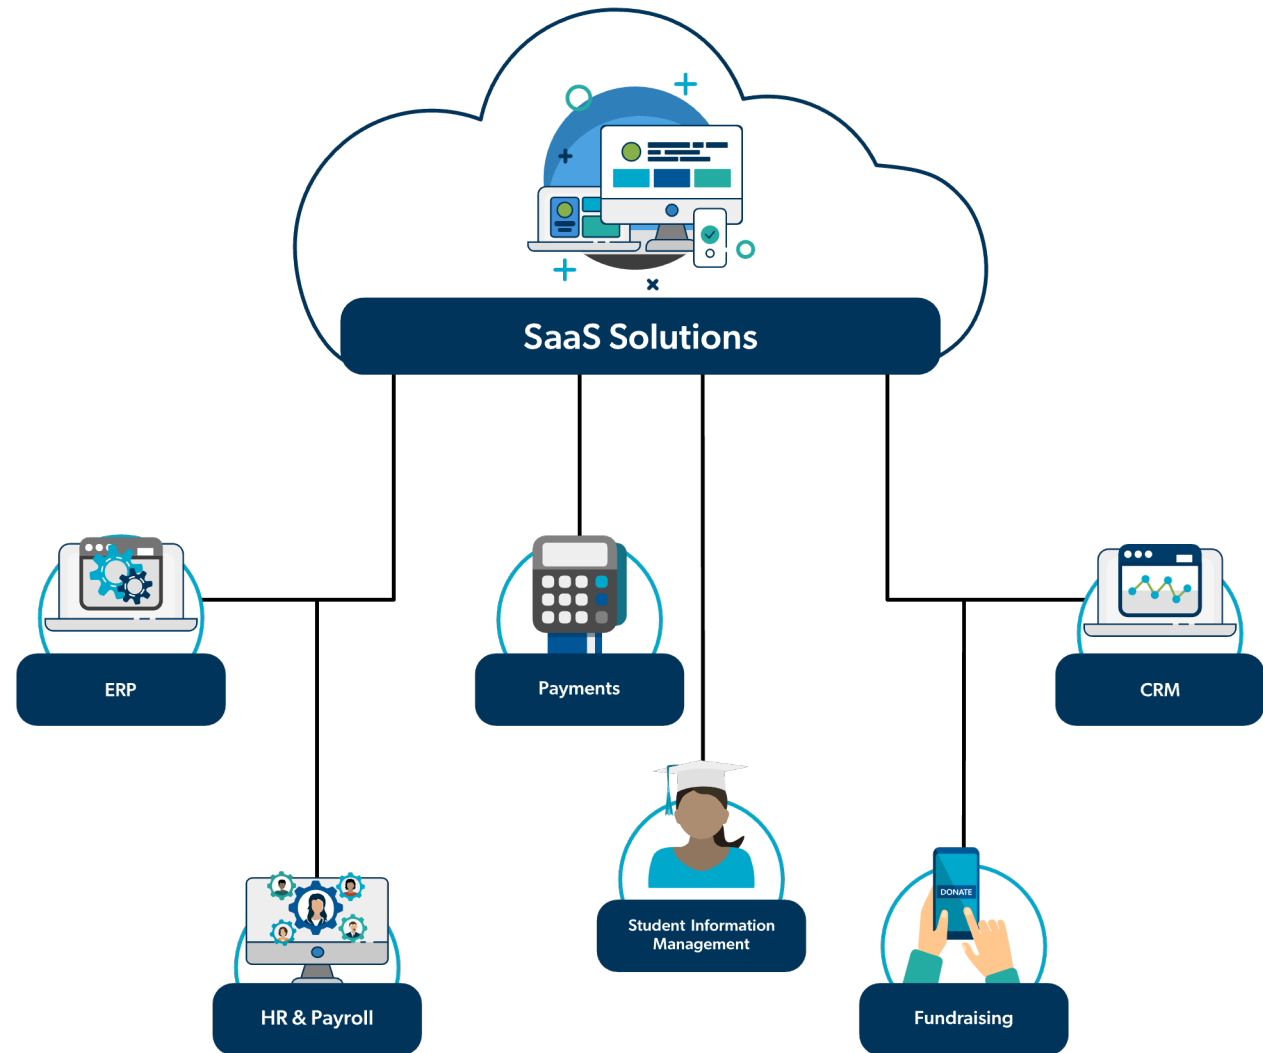 SaaS Solutions
ERP
Payments
CRM
Student Information
Management
DONATE
HR & Payroll
Fundraising